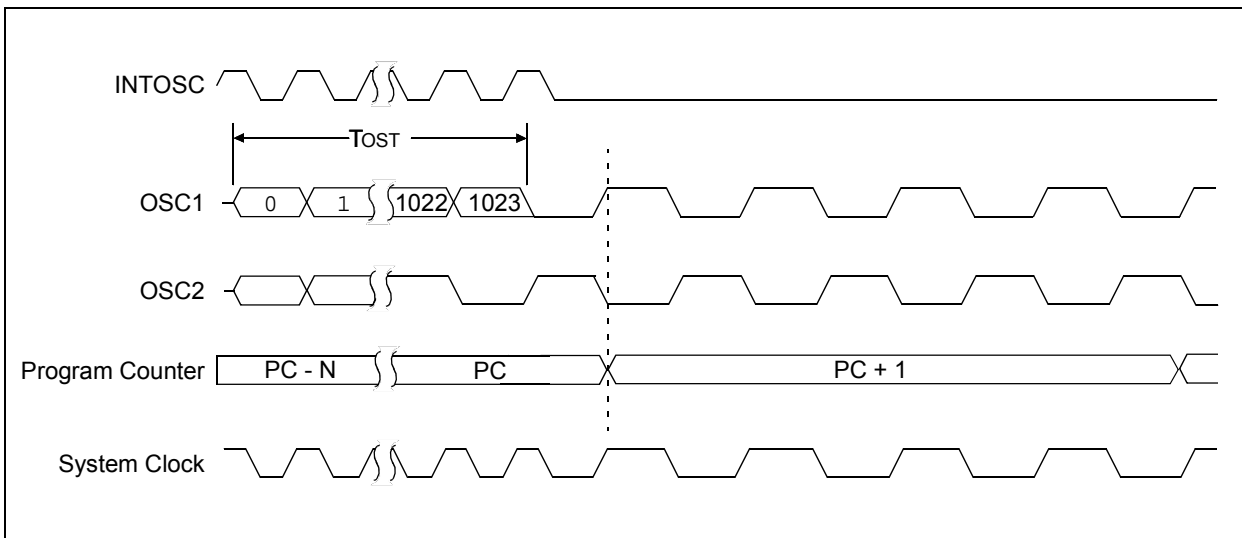 INTOSC
TOST
OSC1 0 1 1022 1023
OSC2
Program Counter PC - N PC PC + 1
System Clock